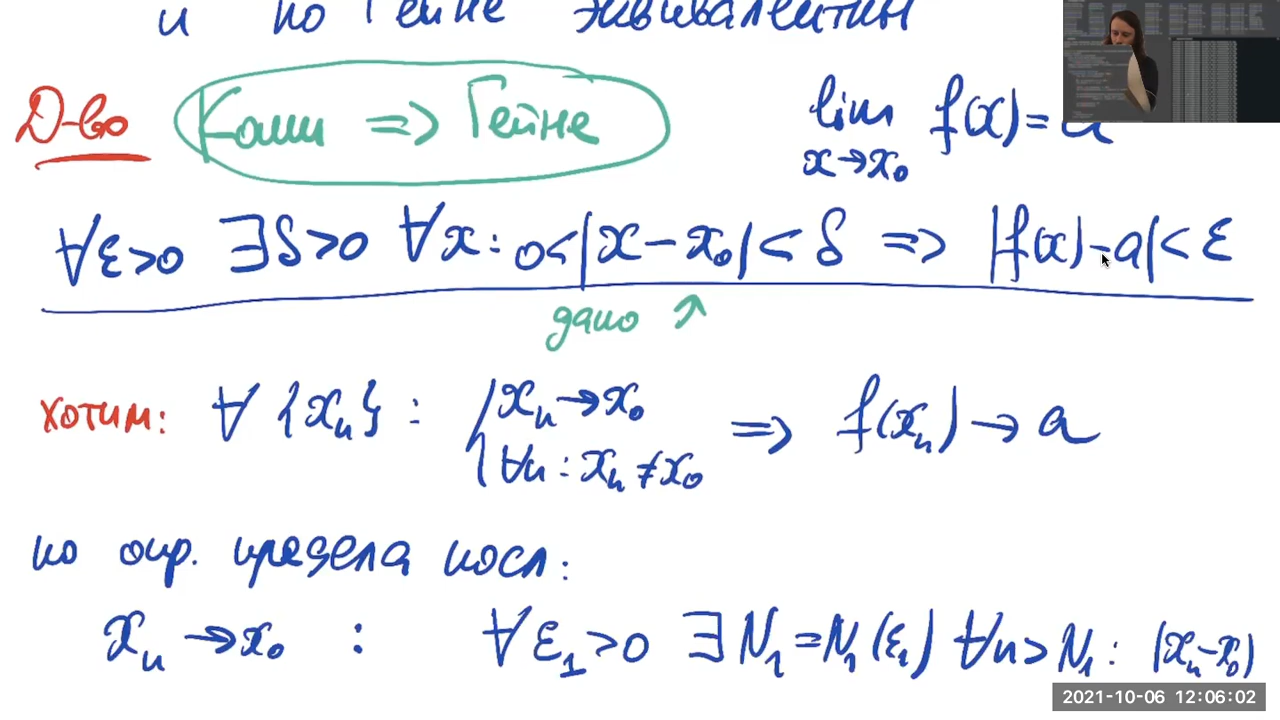 и по Гейне эквивалентны
Д-во Коши => Гейне lim f(x)=a
x→x₀
∀ε>0 ∃δ>0 ∀x: 0<|x-x₀|<δ => |f(x)-a|<ε
дано ↗
хотим: ∀ {xₙ} : { xₙ→x₀ => f(xₙ)→a
∀n: xₙ≠x₀
по опр. предела посл:
xₙ→x₀ : ∀ε₁>0 ∃N₁=N₁(ε₁) ∀n>N₁: |xₙ-x₀|
2021-10-06 12:06:02